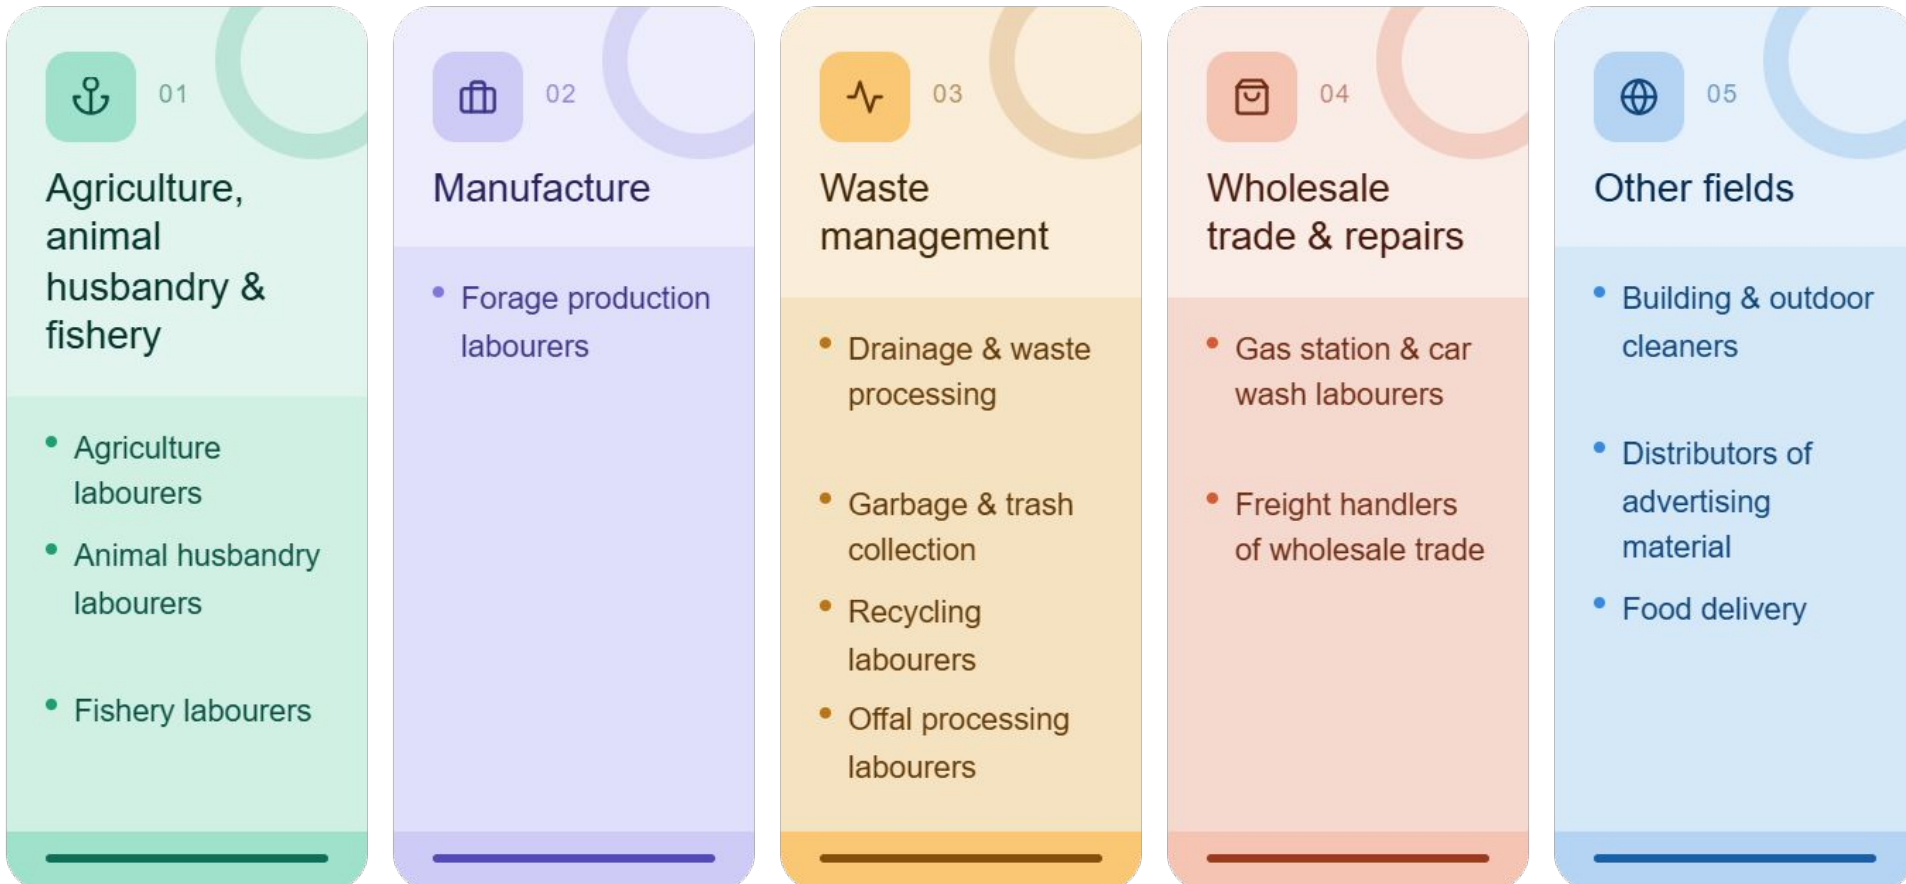 01
Agriculture,
animal
husbandry &
fishery
• Agriculture
labourers
• Animal husbandry
labourers
• Fishery labourers
02
Manufacture
• Forage production
labourers
03
Waste
management
• Drainage & waste
processing
• Garbage & trash
collection
• Recycling
labourers
• Offal processing
labourers
04
Wholesale
trade & repairs
• Gas station & car
wash labourers
• Freight handlers
of wholesale trade
05
Other fields
• Building & outdoor
cleaners
• Distributors of
advertising
material
• Food delivery